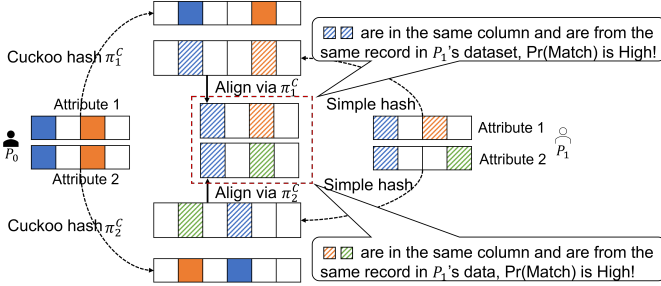 are in the same column and are from the
same record in P₁'s dataset, Pr(Match) is High!
Cuckoo hash π₁ᶜ
Align via π₁ᶜ
Simple hash
Attribute 1
P₀
Attribute 2
Attribute 1
Attribute 2
P₁
Simple hash
Align via π₂ᶜ
Cuckoo hash π₂ᶜ
are in the same column and are from the
same record in P₁'s data, Pr(Match) is High!